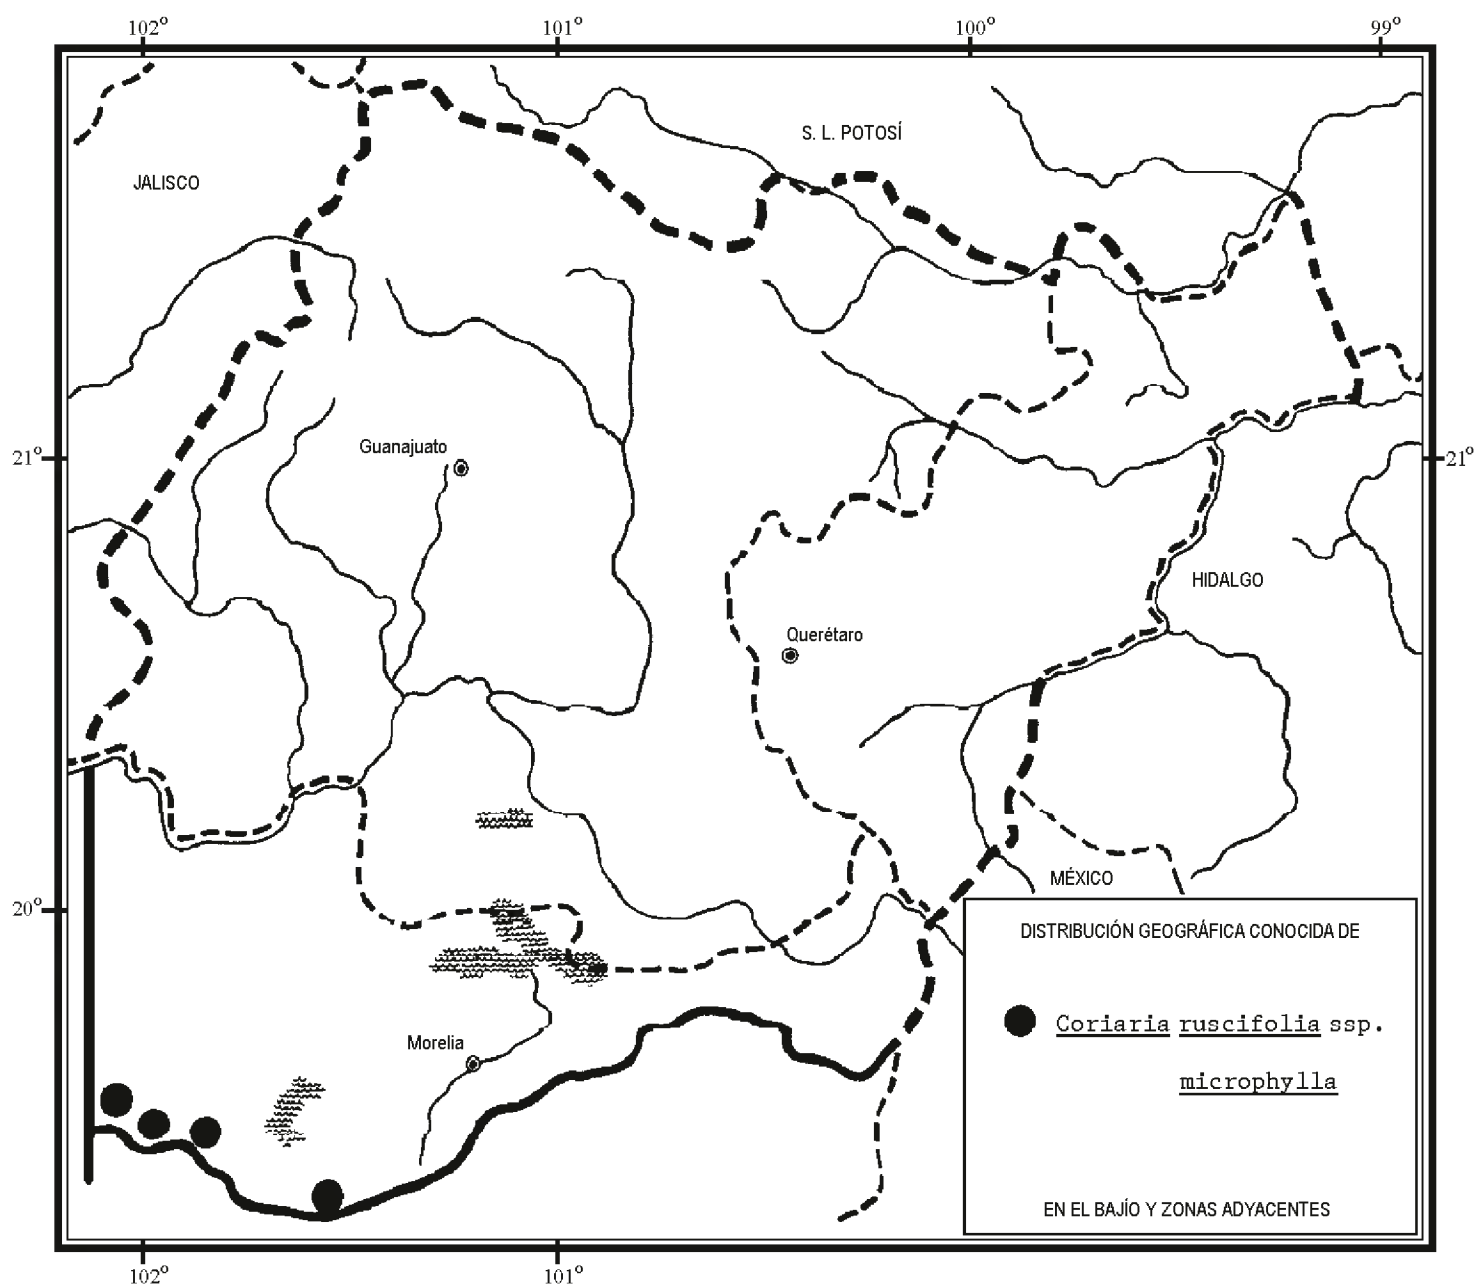 102° 101° 100° 99°
S. L. POTOSÍ
JALISCO
Guanajuato
21° 21°
HIDALGO
Querétaro
MÉXICO
20°
DISTRIBUCIÓN GEOGRÁFICA CONOCIDA DE
Coriaria ruscifolia ssp.
microphylla
Morelia
EN EL BAJÍO Y ZONAS ADYACENTES
102° 101°